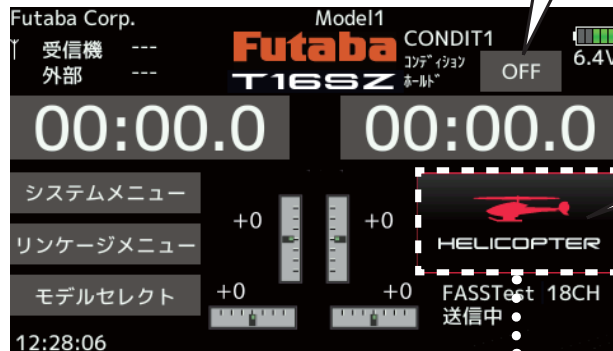 Futaba Corp.
Model1
受信機 ---
外部 ---
Futaba
T16SZ
CONDIT1
ｺﾝﾃﾞｨｼｮﾝ
ﾎｰﾙﾄﾞ
OFF
6.4V
00:00.0
00:00.0
システムメニュー
リンケージメニュー
モデルセレクト
+0
+0
+0
+0
HELICOPTER
FASSTest 18CH
送信中
12:28:06